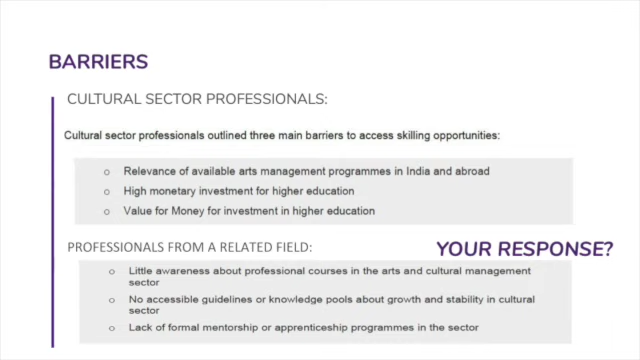 BARRIERS
CULTURAL SECTOR PROFESSIONALS:
Cultural sector professionals outlined three main barriers to access skilling opportunities:
o Relevance of available arts management programmes in India and abroad
o High monetary investment for higher education
o Value for Money for investment in higher education
PROFESSIONALS FROM A RELATED FIELD:
YOUR RESPONSE?
o Little awareness about professional courses in the arts and cultural management
sector
o No accessible guidelines or knowledge pools about growth and stability in cultural
sector
o Lack of formal mentorship or apprenticeship programmes in the sector